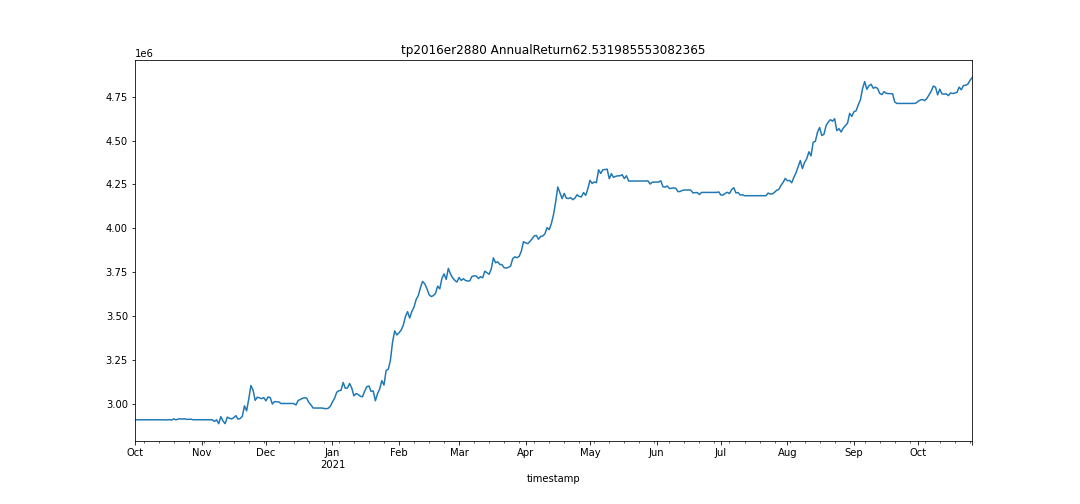 tp2016er2880 AnnualReturn62.531985553082365
1e6
4.75
4.50
4.25
4.00
3.75
3.50
3.25
3.00
Oct Nov Dec Jan Feb Mar Apr May Jun Jul Aug Sep Oct
2021
timestamp